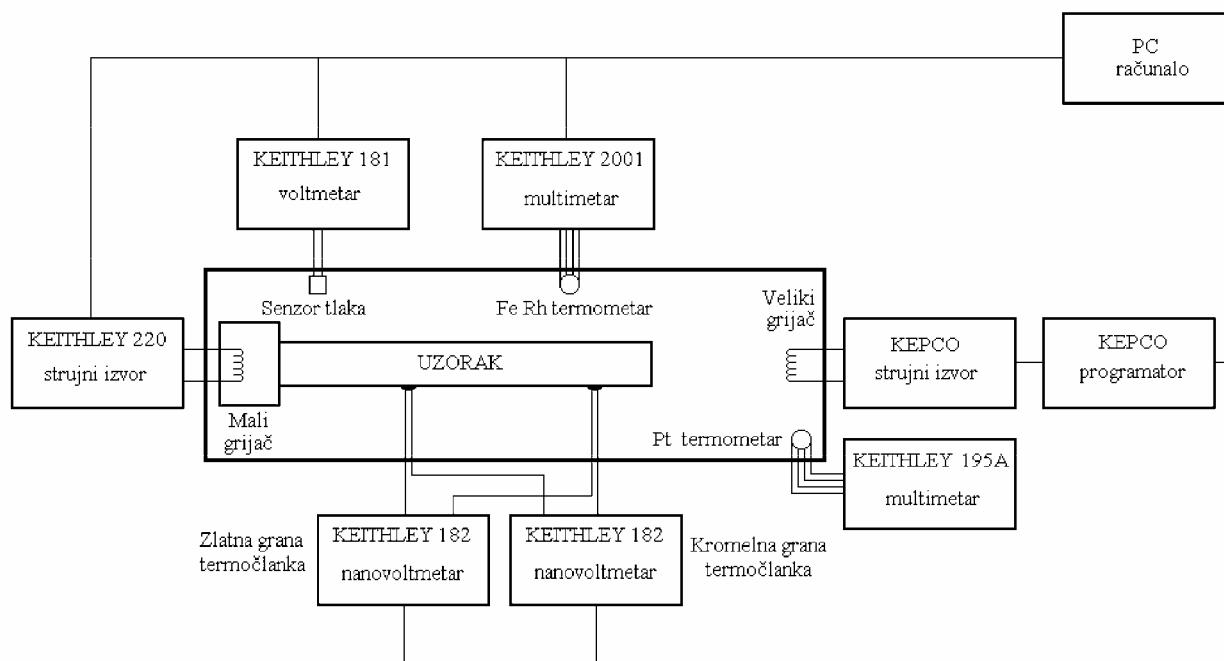 PC
računalo
KEITHLEY 181
voltmetar
KEITHLEY 2001
multimetar
Senzor tlaka
Fe Rh termometar
Veliki
grijač
KEITHLEY 220
strujni izvor
UZORAK
KEPCO
strujni izvor
KEPCO
programator
Mali
grijač
Pt termometar
KEITHLEY 195A
multimetar
Zlatna grana
termočlanka
KEITHLEY 182
nanovoltmetar
KEITHLEY 182
nanovoltmetar
Kromelna grana
termočlanka